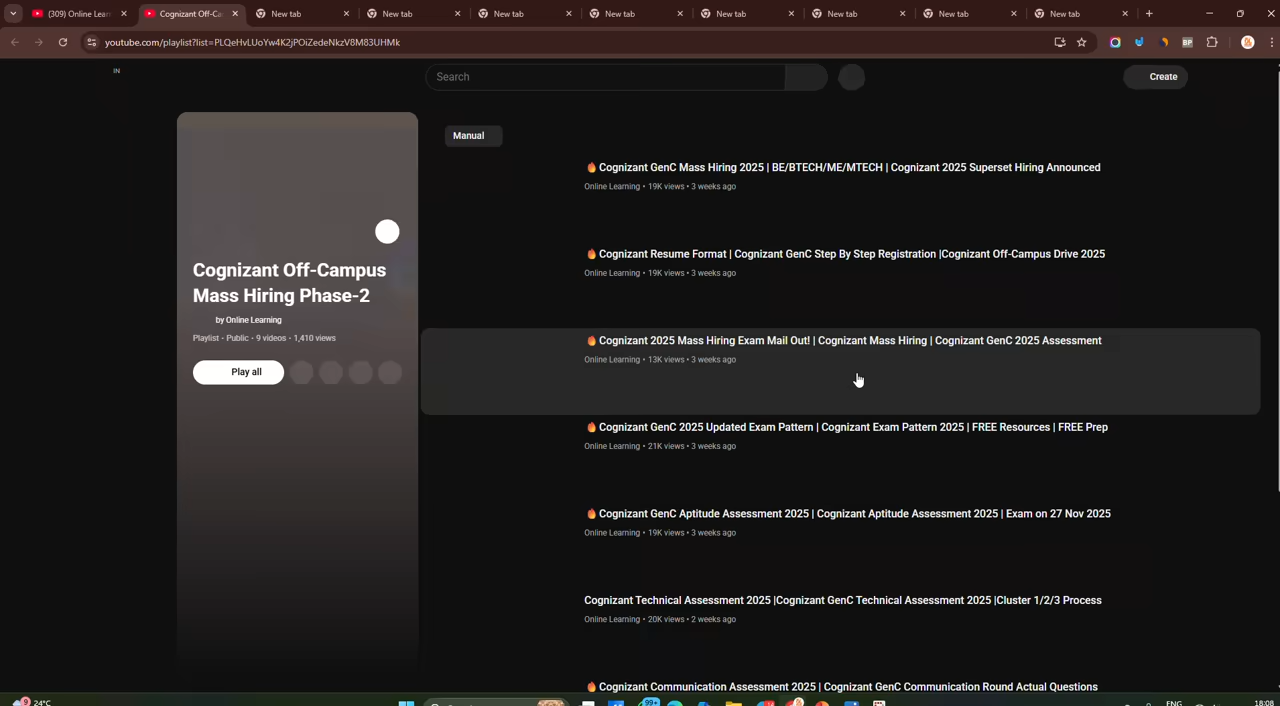 (309) Online Lear
Cognizant Off-Ca
New tab
New tab
New tab
New tab
New tab
New tab
New tab
New tab
youtube.com/playlist?list=PLQeHvLUoYw4K2jPOiZedeNkzV8M83UHMk
BP
IN
Search
Create
Manual
Cognizant Off-Campus
Mass Hiring Phase-2
by Online Learning
Playlist · Public · 9 videos · 1,410 views
Play all
🔥Cognizant GenC Mass Hiring 2025 | BE/BTECH/ME/MTECH | Cognizant 2025 Superset Hiring Announced
Online Learning • 19K views • 3 weeks ago
🔥Cognizant Resume Format | Cognizant GenC Step By Step Registration |Cognizant Off-Campus Drive 2025
Online Learning • 19K views • 3 weeks ago
🔥Cognizant 2025 Mass Hiring Exam Mail Out! | Cognizant Mass Hiring | Cognizant GenC 2025 Assessment
Online Learning • 13K views • 3 weeks ago
🔥Cognizant GenC 2025 Updated Exam Pattern | Cognizant Exam Pattern 2025 | FREE Resources | FREE Prep
Online Learning • 21K views • 3 weeks ago
🔥Cognizant GenC Aptitude Assessment 2025 | Cognizant Aptitude Assessment 2025 | Exam on 27 Nov 2025
Online Learning • 19K views • 3 weeks ago
Cognizant Technical Assessment 2025 |Cognizant GenC Technical Assessment 2025 |Cluster 1/2/3 Process
Online Learning • 20K views • 2 weeks ago
🔥Cognizant Communication Assessment 2025 | Cognizant GenC Communication Round Actual Questions
9
24°C
99+
ENG
18:08